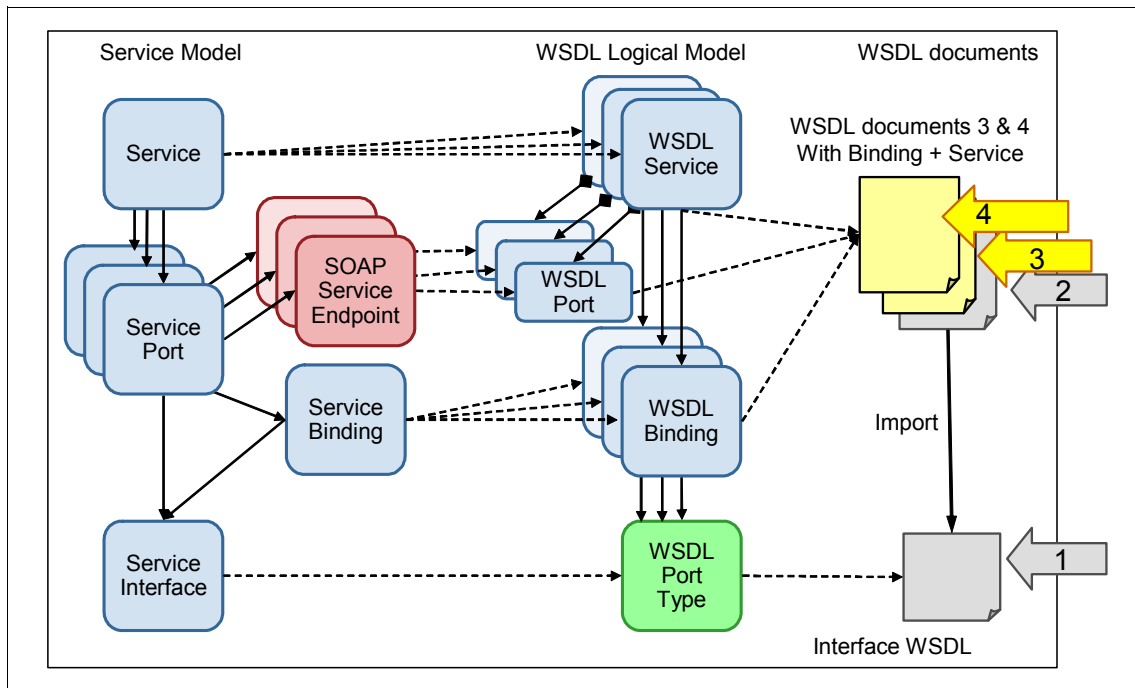 Service Model
WSDL Logical Model
WSDL documents
Service
WSDL
Service
WSDL documents 3 & 4
With Binding + Service
4
3
2
SOAP
Service
Endpoint
WSDL
Port
Service
Port
Service
Binding
WSDL
Binding
Import
Service
Interface
WSDL
Port
Type
1
Interface WSDL